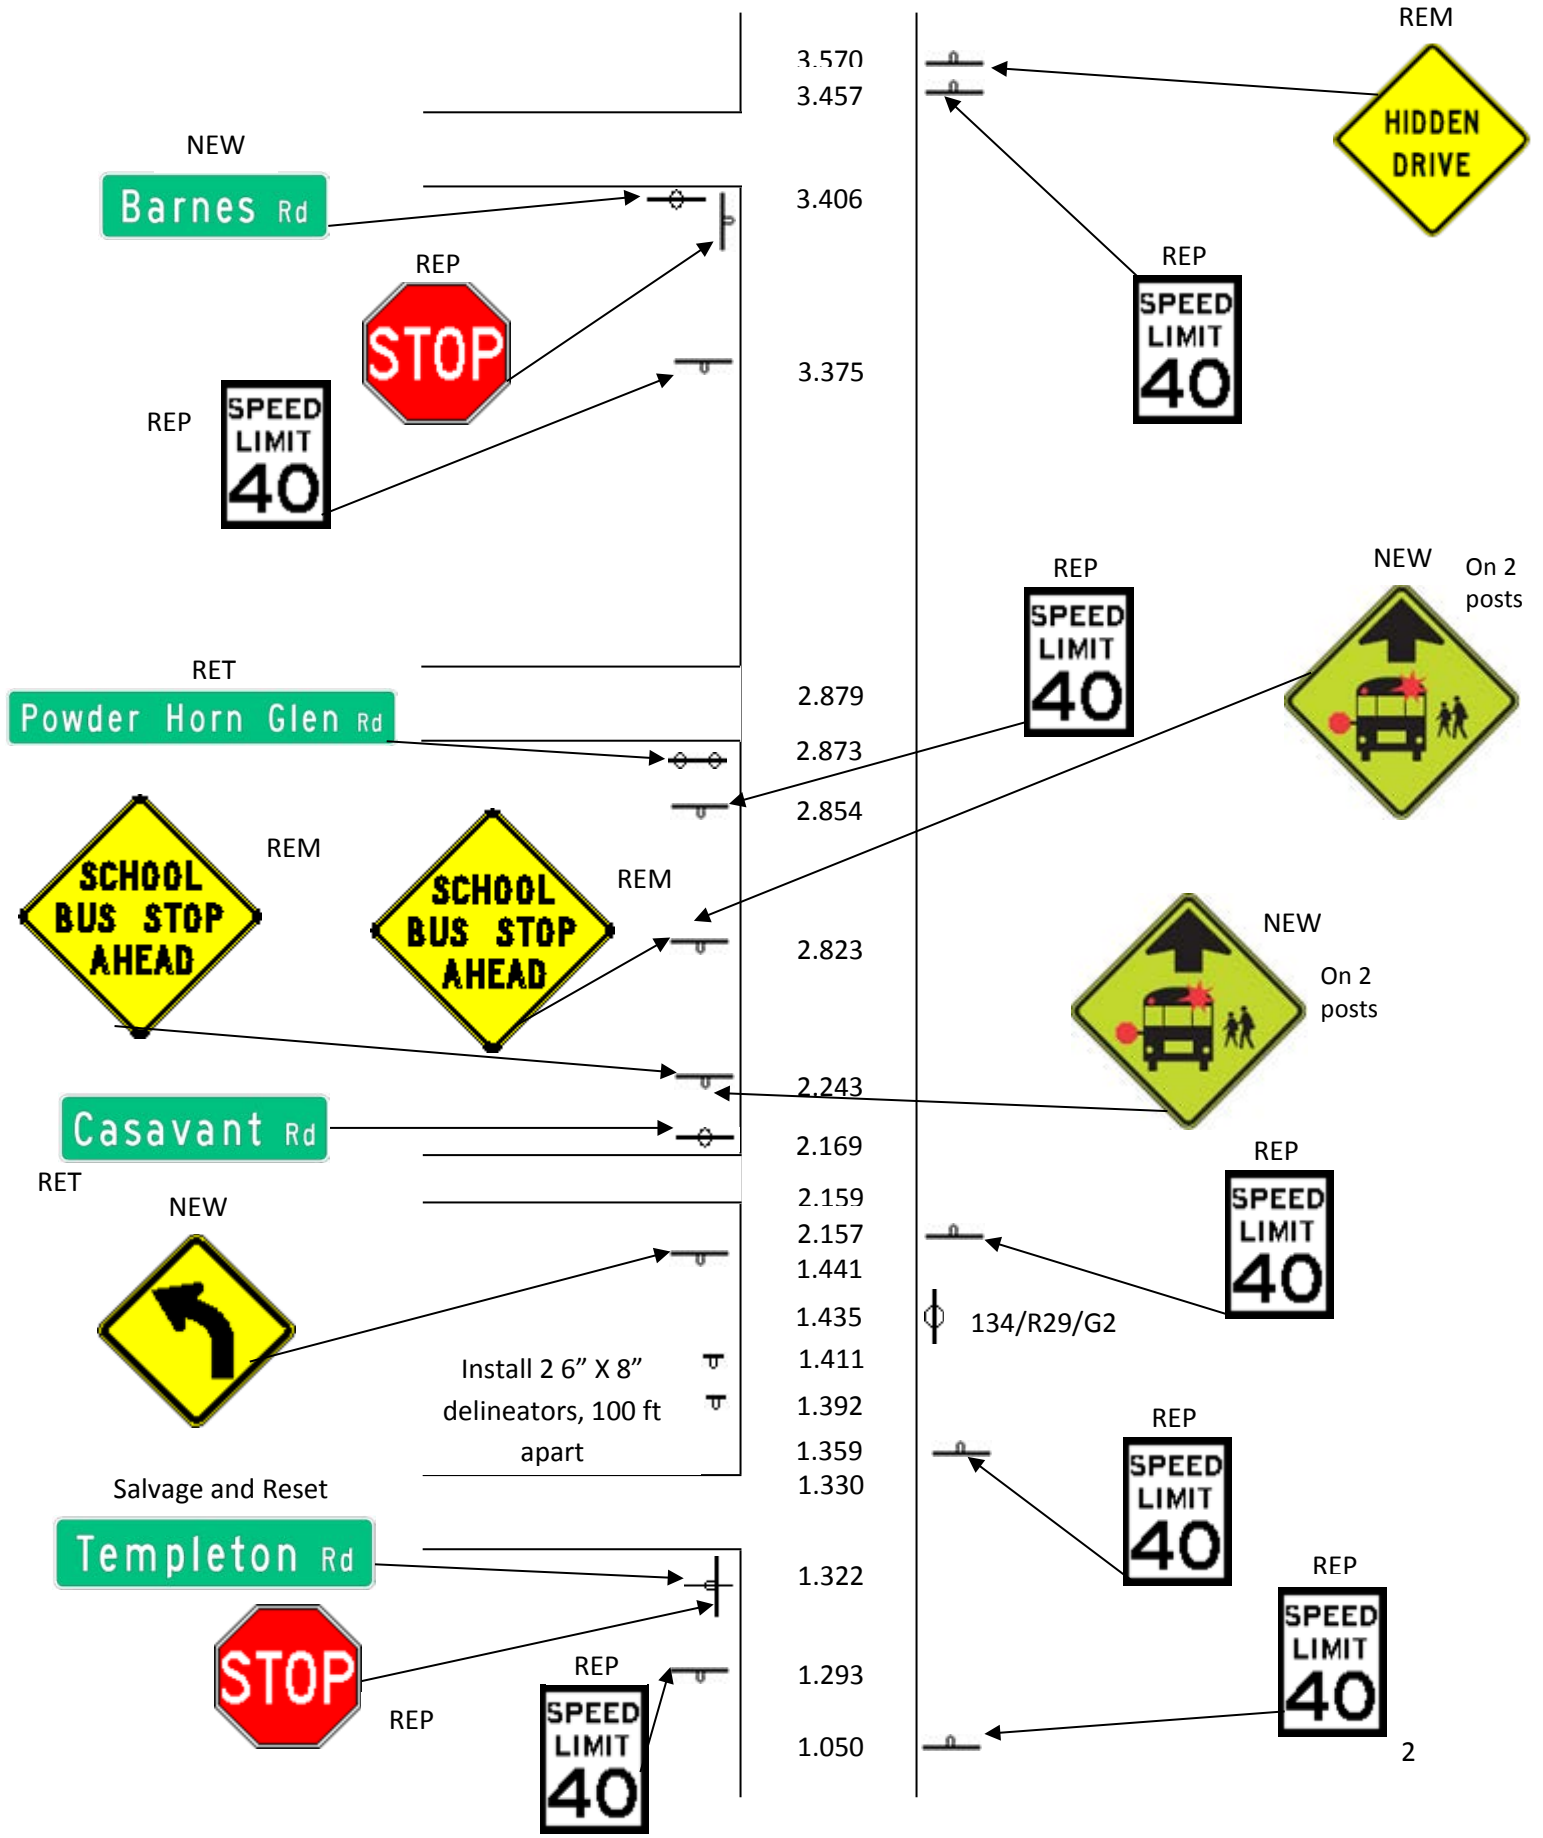 REM
3.570
3.457
HIDDEN
DRIVE
NEW
Barnes Rd
3.406
REP
STOP
REP
SPEED
LIMIT
40
3.375
REP
SPEED
LIMIT
40
NEW
On 2
posts
REP
SPEED
LIMIT
40
RET
Powder Horn Glen Rd
2.879
2.873
2.854
SCHOOL
BUS STOP
AHEAD
REM
SCHOOL
BUS STOP
AHEAD
REM
2.823
NEW
On 2
posts
2.243
Casavant Rd
2.169
RET
REP
SPEED
LIMIT
40
NEW
2.159
2.157
1.441
1.435
134/R29/G2
1.411
Install 2 6” X 8”
delineators, 100 ft
apart
1.392
1.359
1.330
REP
SPEED
LIMIT
40
Salvage and Reset
Templeton Rd
1.322
STOP
REP
REP
SPEED
LIMIT
40
1.293
REP
SPEED
LIMIT
40
1.050
2